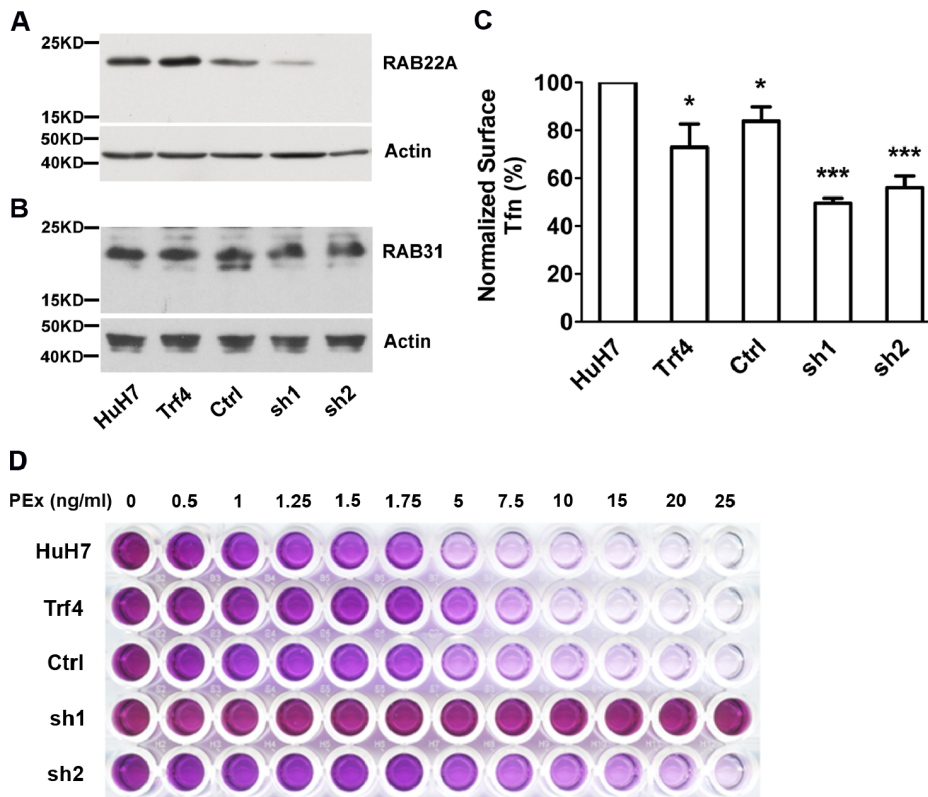 A
25KD
RAB22A
15KD
50KD
Actin
40KD
B
25KD
RAB31
15KD
50KD
Actin
40KD
HuH7 Trf4 Ctrl sh1 sh2
C
Normalized Surface
Tfn (%)
100
80
60
40
20
0
* * *** ***
HuH7 Trf4 Ctrl sh1 sh2
D
PEx (ng/ml) 0 0.5 1 1.25 1.5 1.75 5 7.5 10 15 20 25
HuH7
Trf4
Ctrl
sh1
sh2